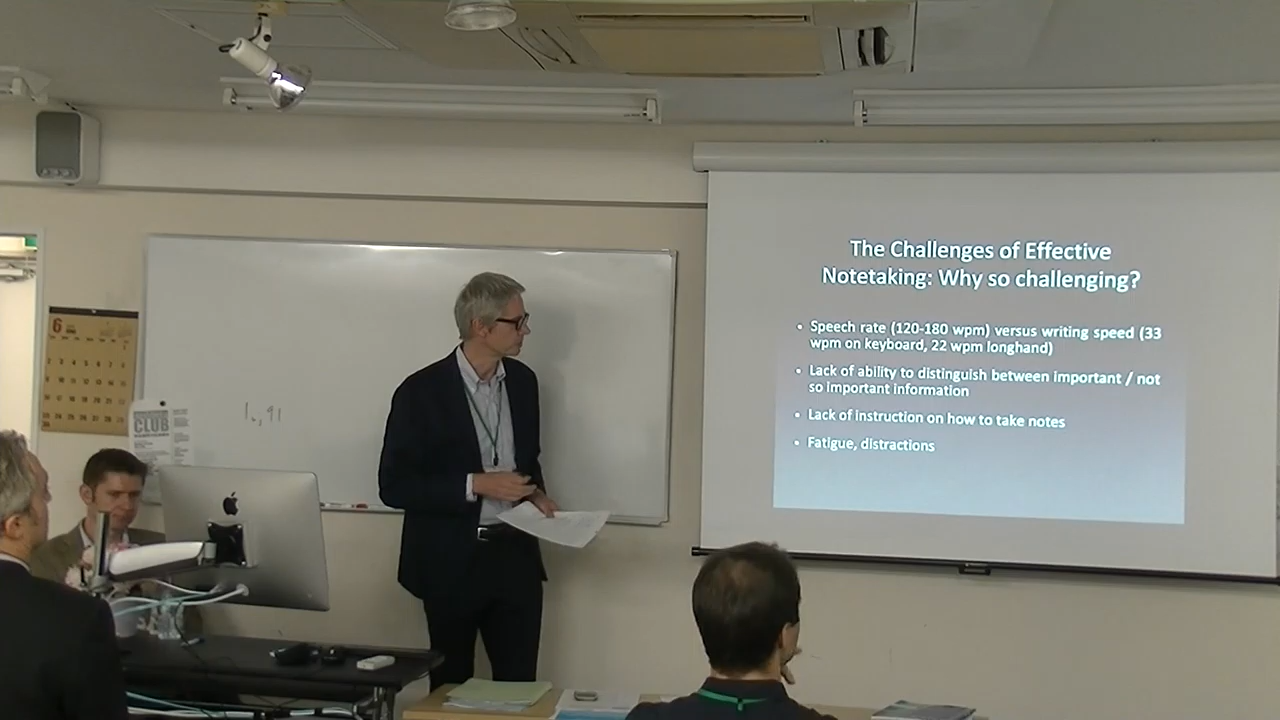 The Challenges of Effective
Notetaking: Why so challenging?
• Speech rate (120-180 wpm) versus writing speed (33
wpm on keyboard, 22 wpm longhand)
• Lack of ability to distinguish between important / not
so important information
• Lack of instruction on how to take notes
• Fatigue, distractions
6
CLUB